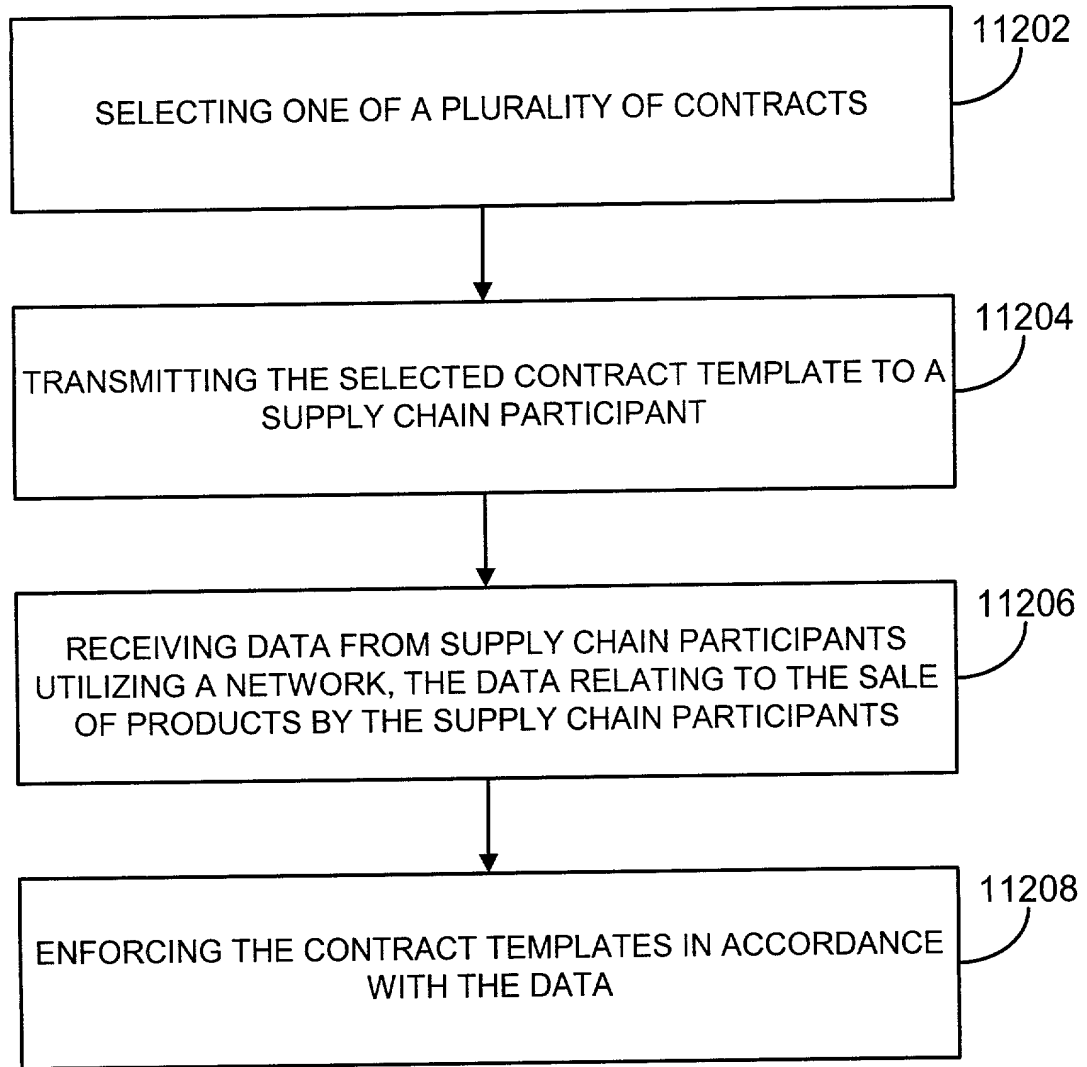 11202
SELECTING ONE OF A PLURALITY OF CONTRACTS
11204
TRANSMITTING THE SELECTED CONTRACT TEMPLATE TO A
SUPPLY CHAIN PARTICIPANT
11206
RECEIVING DATA FROM SUPPLY CHAIN PARTICIPANTS
UTILIZING A NETWORK, THE DATA RELATING TO THE SALE
OF PRODUCTS BY THE SUPPLY CHAIN PARTICIPANTS
11208
ENFORCING THE CONTRACT TEMPLATES IN ACCORDANCE
WITH THE DATA